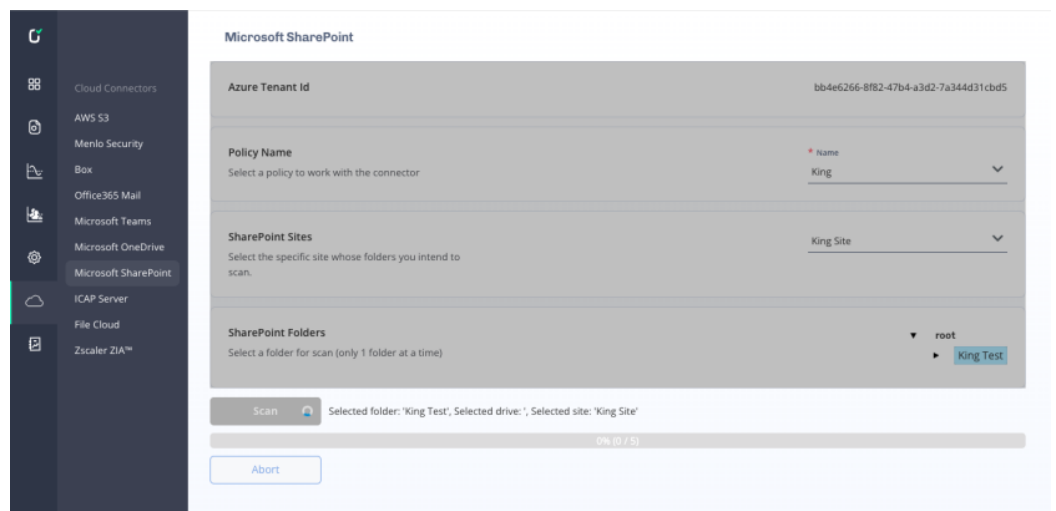 Microsoft SharePoint
Cloud Connectors
AWS S3
Menlo Security
Box
Office365 Mail
Microsoft Teams
Microsoft OneDrive
Microsoft SharePoint
ICAP Server
File Cloud
Zscaler ZIA™
Azure Tenant Id
bb4e6266-8f82-47b4-a3d2-7a344d31cbd5
Policy Name
Select a policy to work with the connector
* Name
King
SharePoint Sites
Select the specific site whose folders you intend to
scan.
King Site
SharePoint Folders
Select a folder for scan (only 1 folder at a time)
root
King Test
Scan
Selected folder: 'King Test', Selected drive: ', Selected site: 'King Site'
0% (0 / 5)
Abort